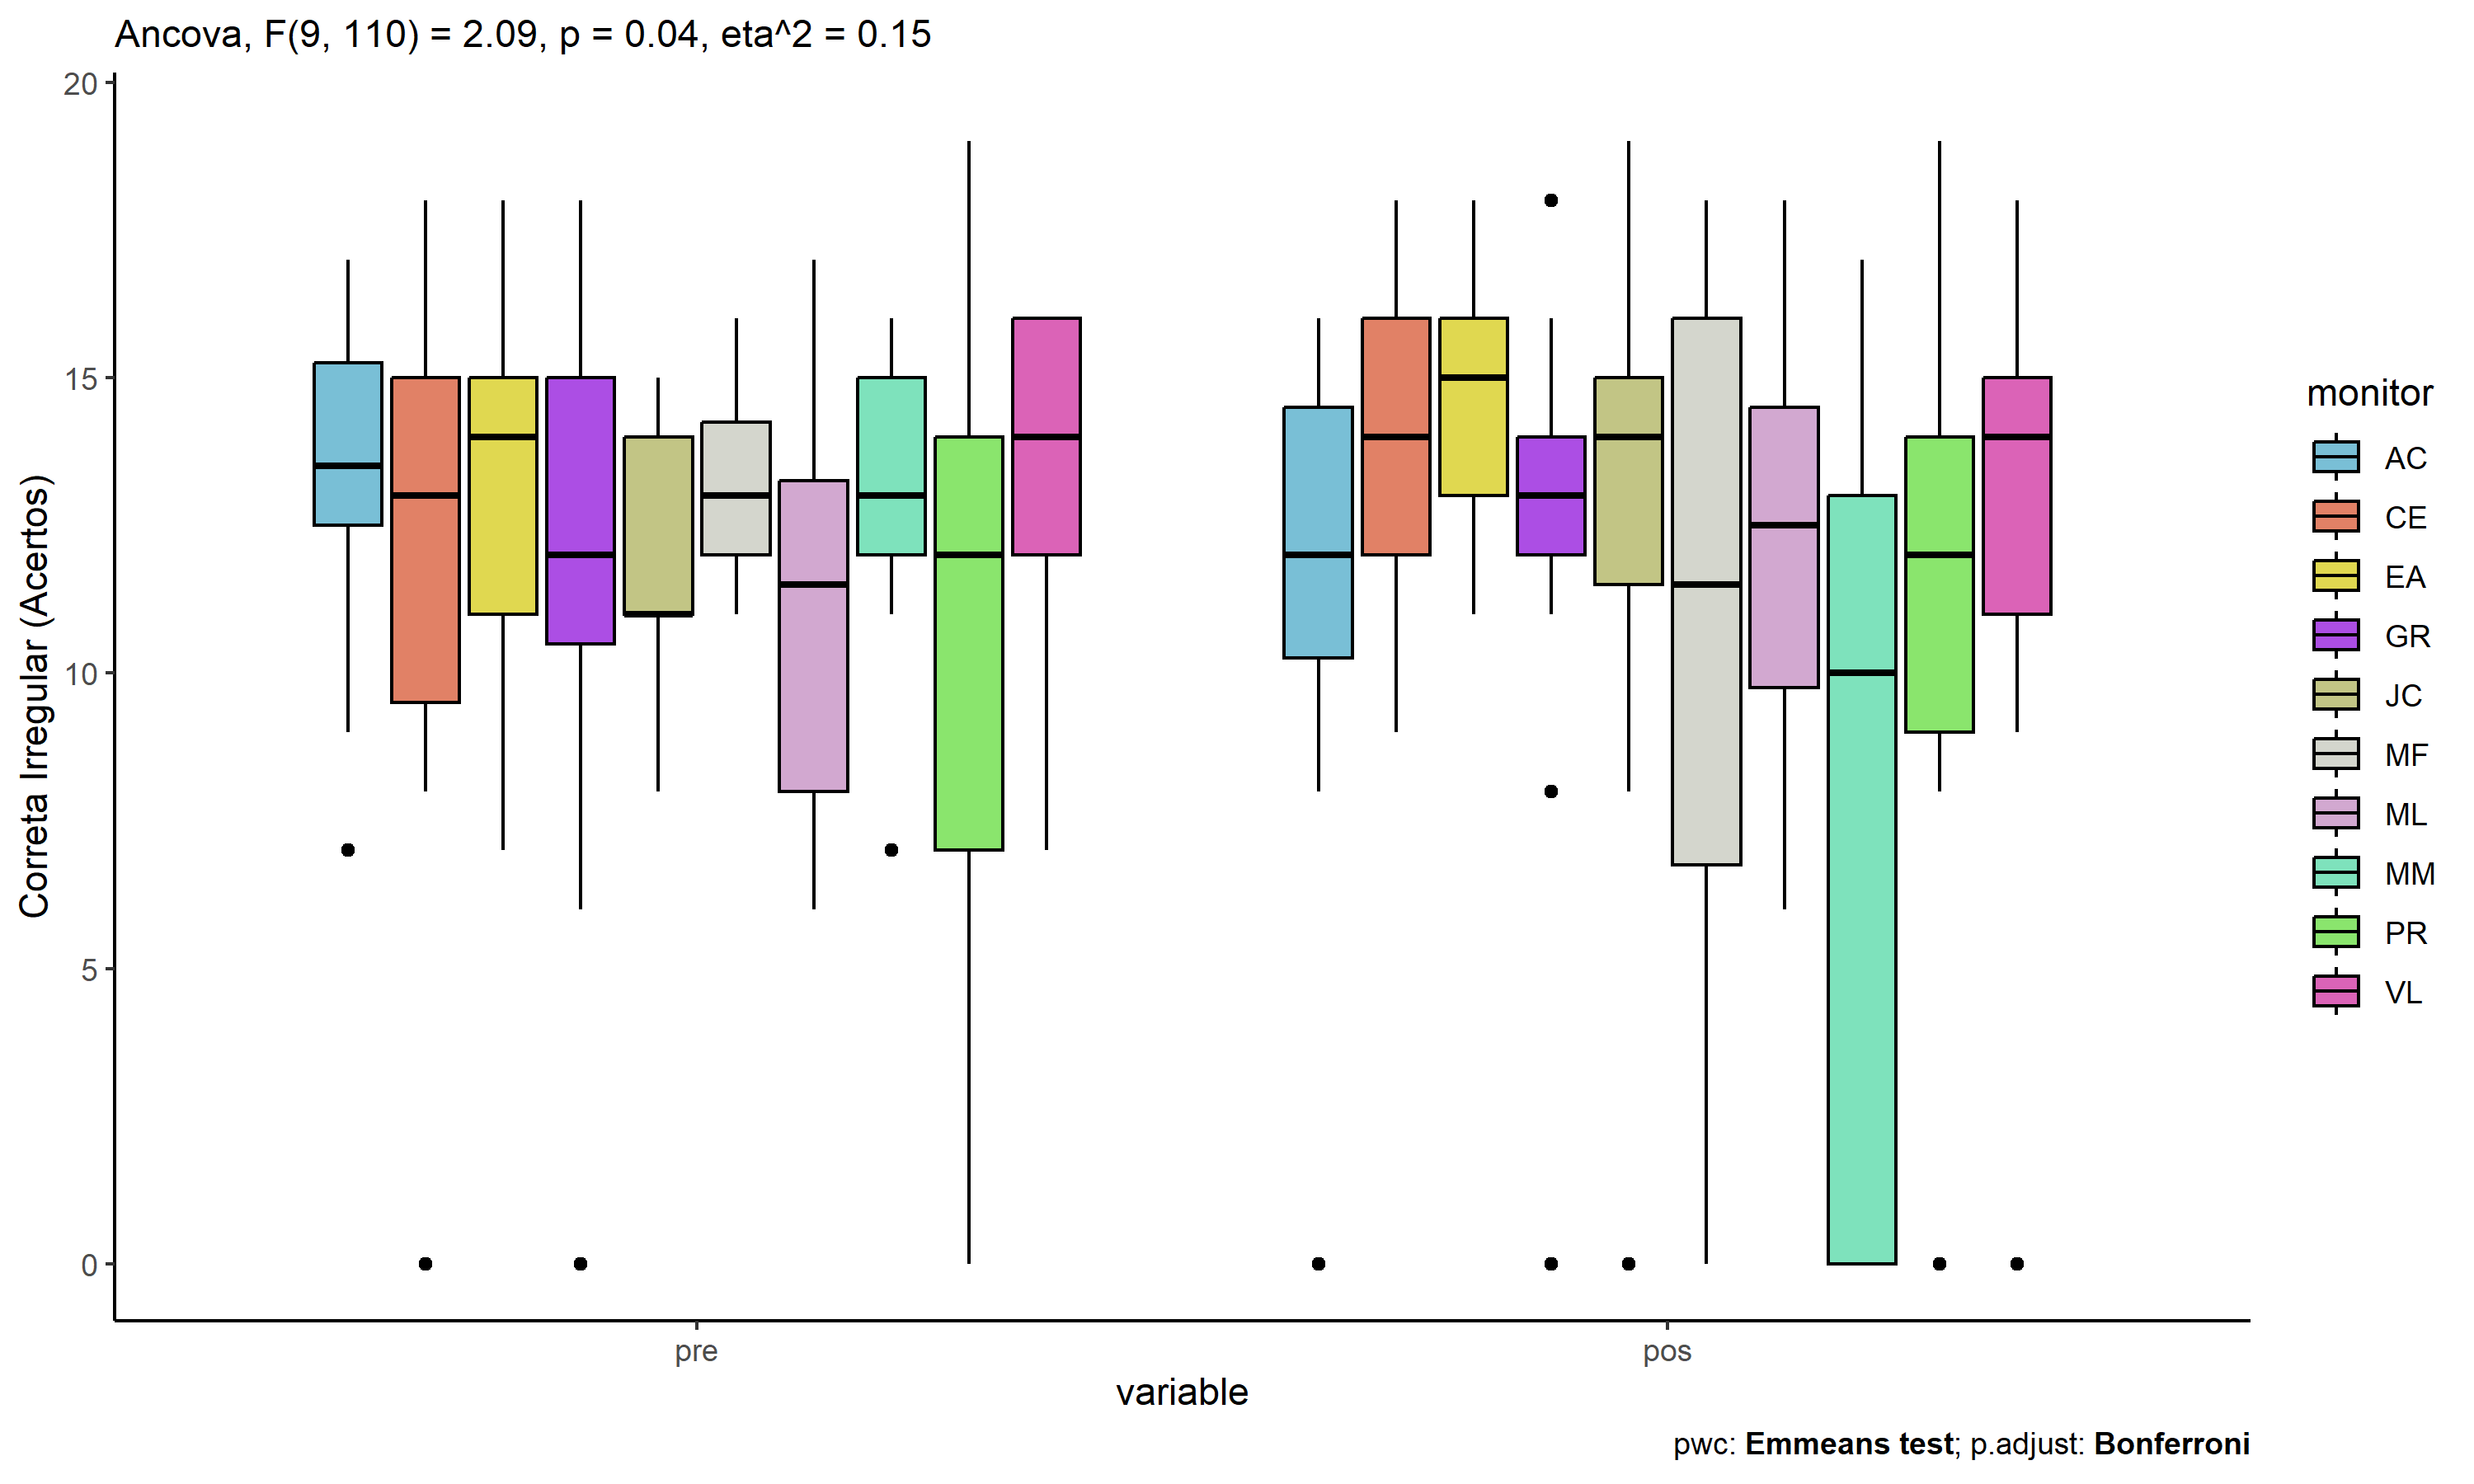 Ancova, F(9, 110) = 2.09, p = 0.04, eta^2 = 0.15
Correta Irregular (Acertos)
20
15
10
5
0
pre
pos
variable
monitor
AC
CE
EA
GR
JC
MF
ML
MM
PR
VL
pwc: Emmeans test; p.adjust: Bonferroni